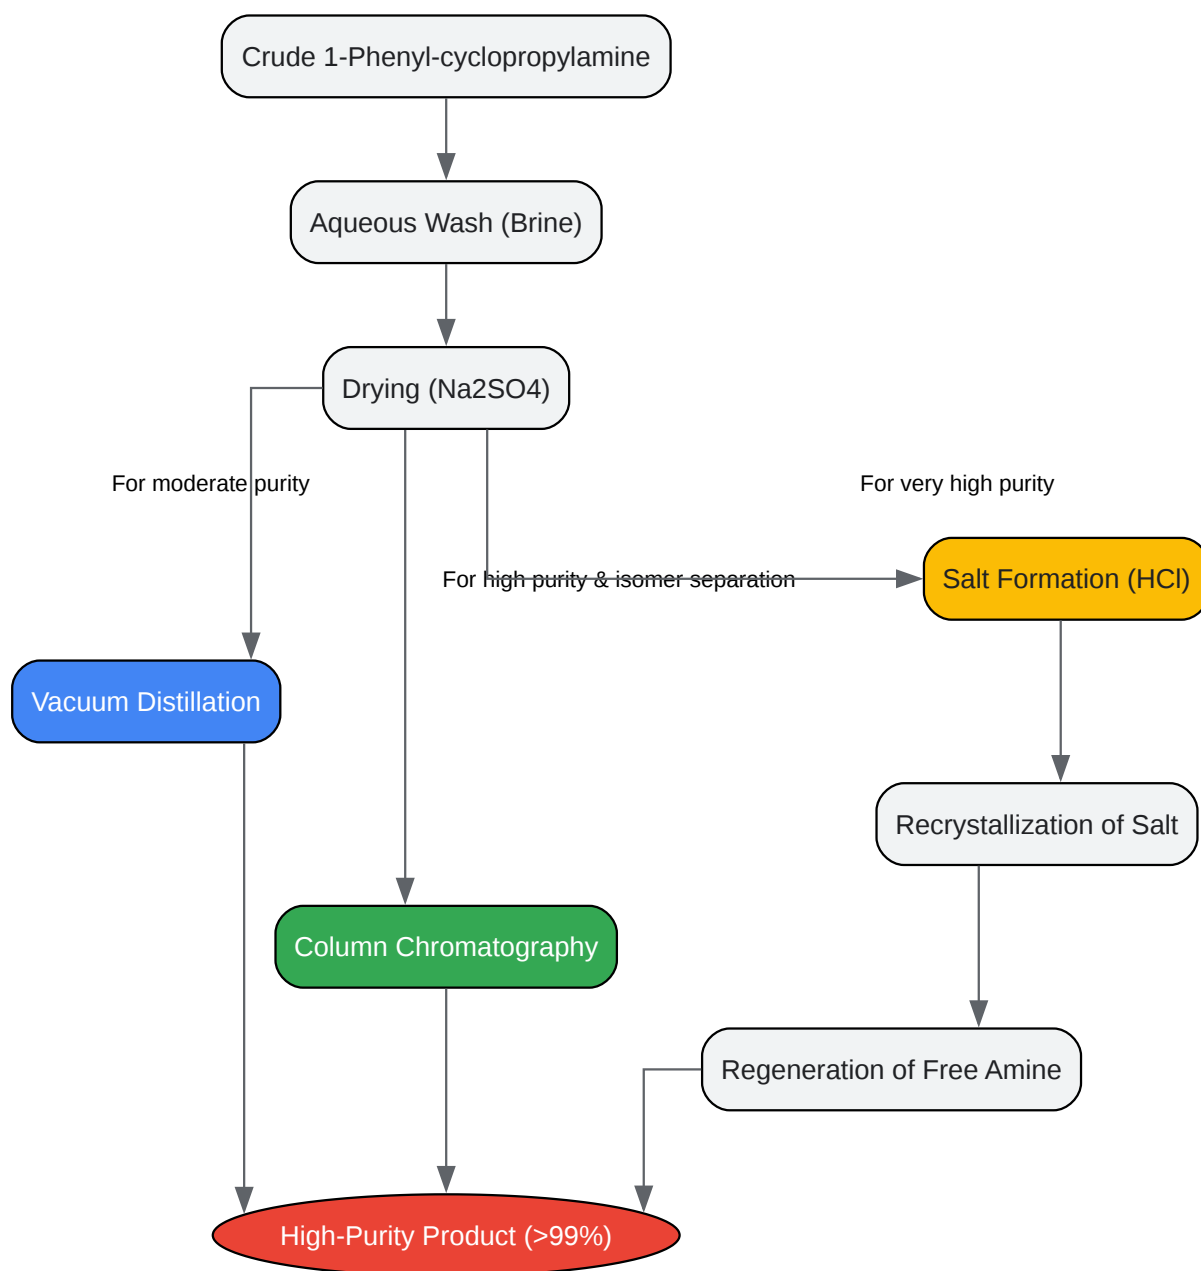 Crude 1-Phenyl-cyclopropylamine
Aqueous Wash (Brine)
Drying (Na2SO4)
For moderate purity
For very high purity
For high purity & isomer separation
Salt Formation (HCl)
Vacuum Distillation
Recrystallization of Salt
Column Chromatography
Regeneration of Free Amine
High-Purity Product (>99%)